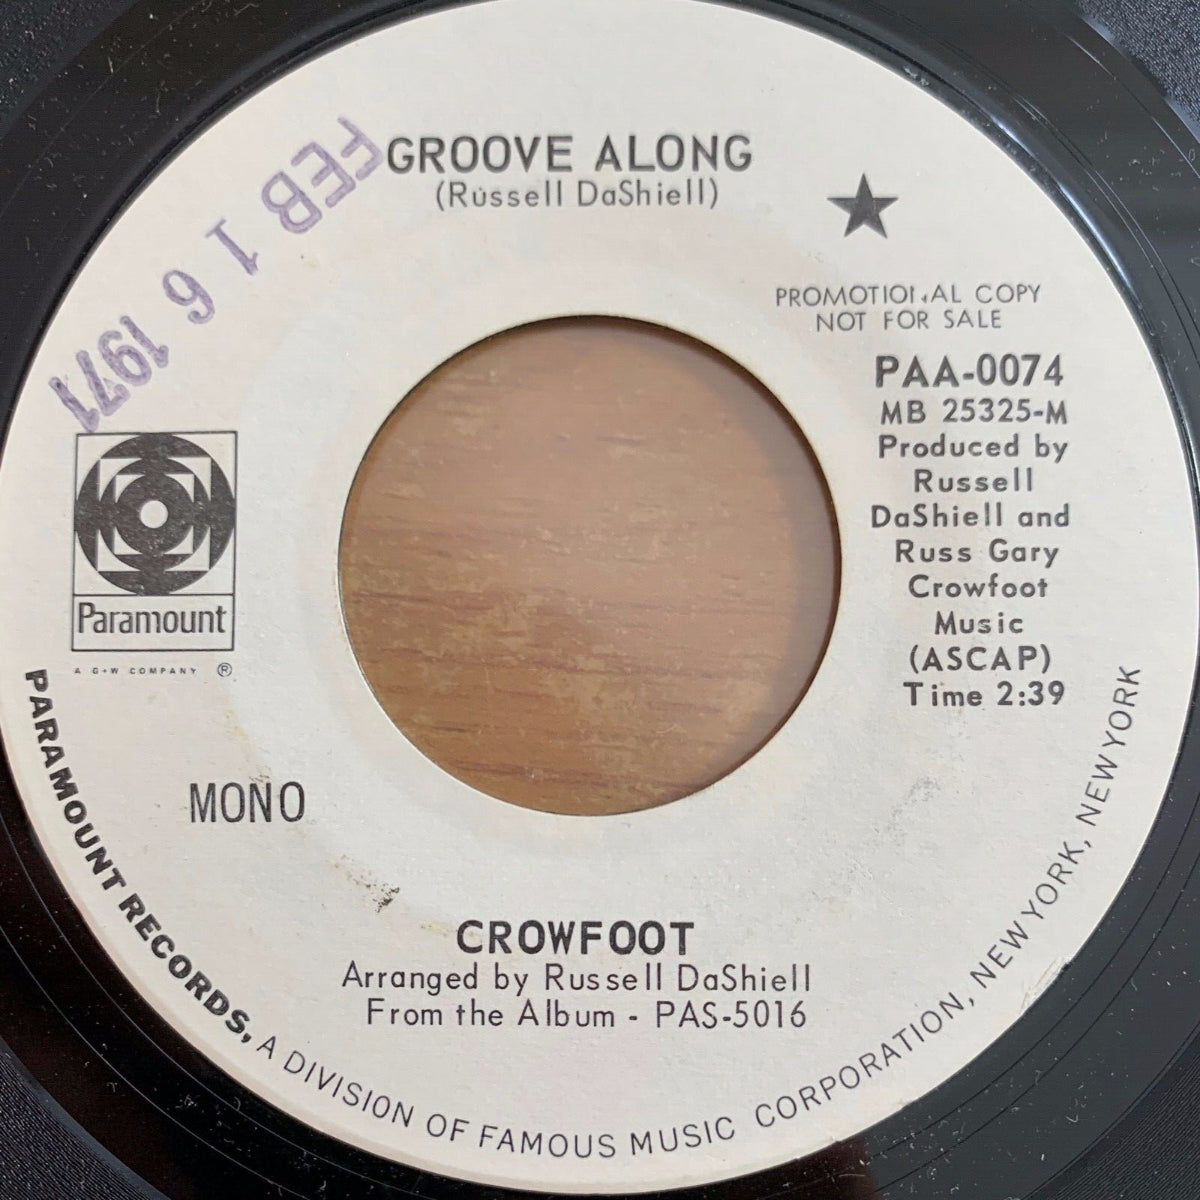 GROOVE ALONG
(Russell DaShiell)
FEB 16 1971
★
PROMOTIONAL COPY
NOT FOR SALE
PAA-0074
MB 25325-M
Produced by
Russell
DaShiell and
Russ Gary
Crowfoot
Music
(ASCAP)
Time 2:39
Paramount
A G+W COMPANY ®
MONO
CROWFOOT
Arranged by Russell DaShiell
From the Album - PAS-5016
PARAMOUNT RECORDS, A DIVISION OF FAMOUS MUSIC CORPORATION, NEW YORK, NEW YORK